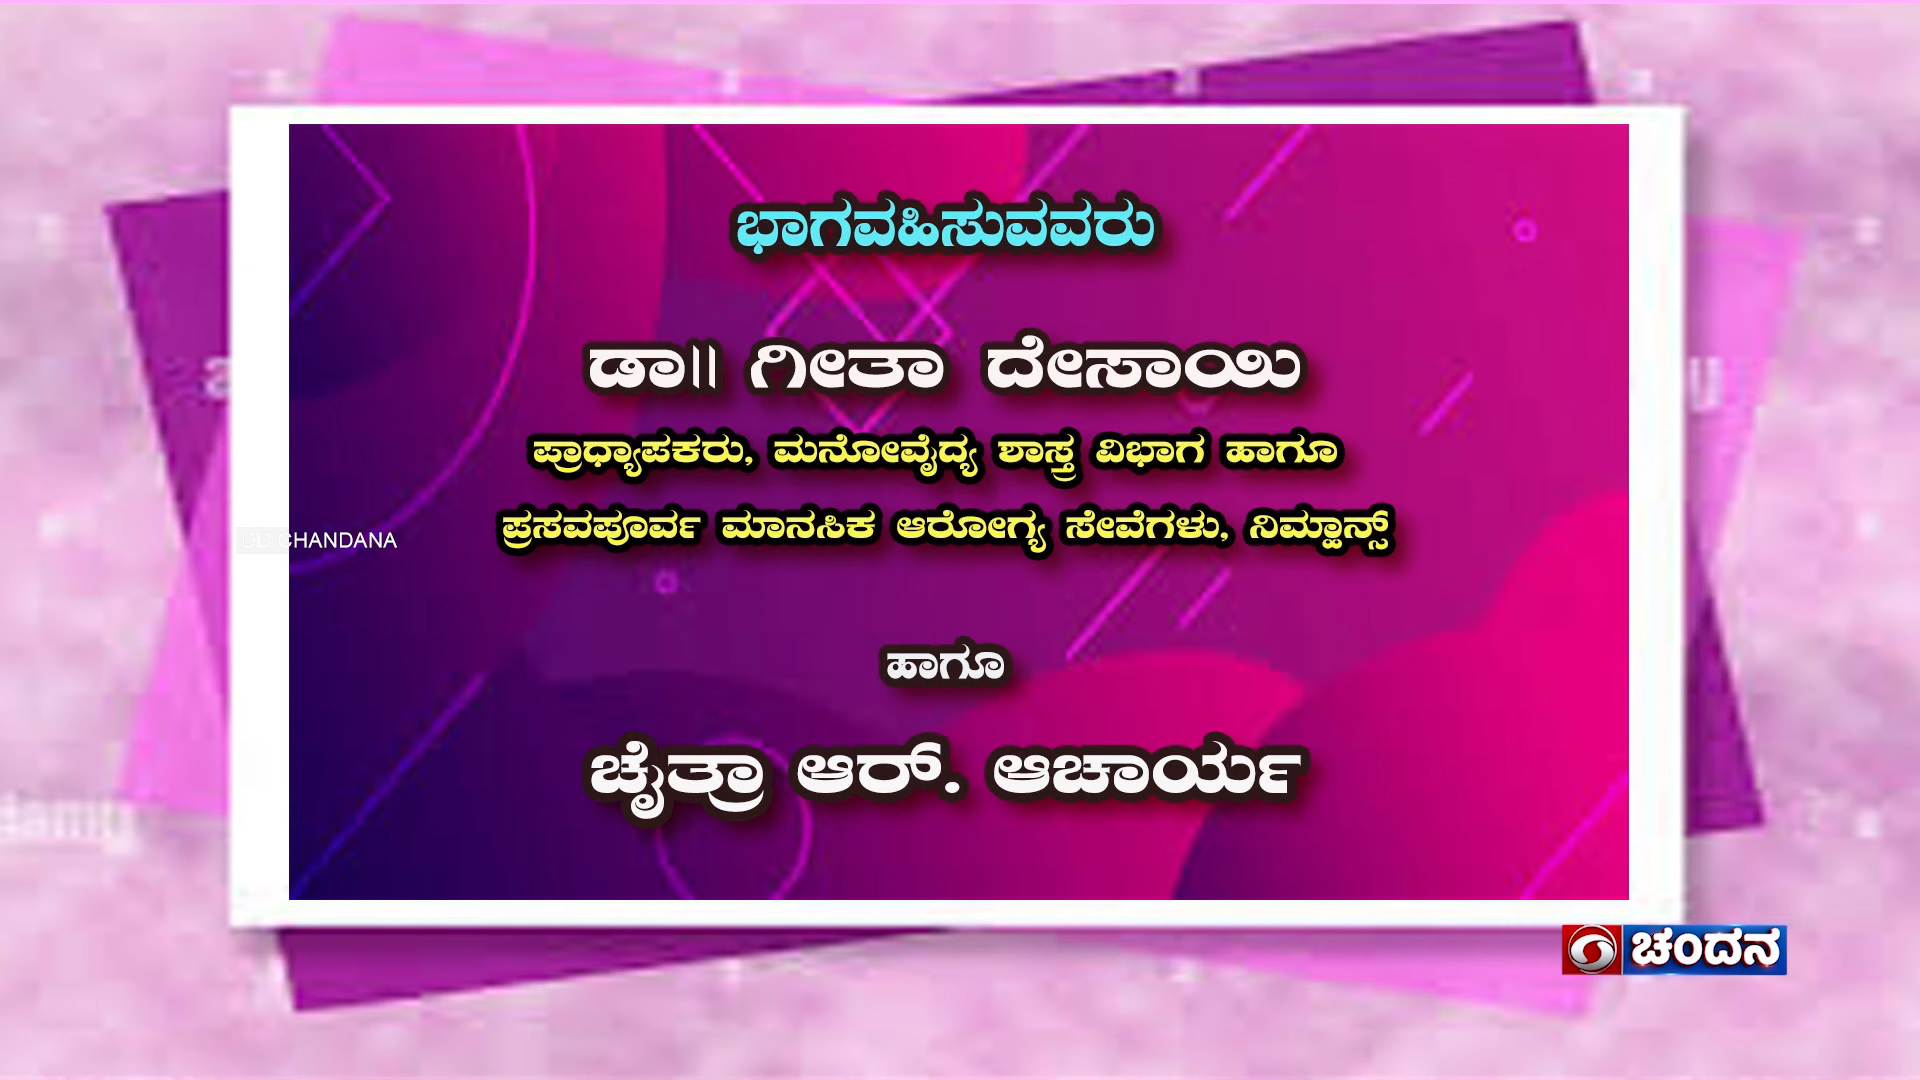 ಭಾಗವಹಿಸುವವರು
ಡಾ|| ಗೀತಾ ದೇಸಾಯಿ
ಪ್ರಾಧ್ಯಾಪಕರು, ಮನೋವೈದ್ಯ ಶಾಸ್ತ್ರ ವಿಭಾಗ ಹಾಗೂ
ಪ್ರಸವಪೂರ್ವ ಮಾನಸಿಕ ಆರೋಗ್ಯ ಸೇವೆಗಳು, ನಿಮ್ಹಾನ್ಸ್
DD CHANDANA
ಹಾಗೂ
ಚೈತ್ರಾ ಆರ್. ಆಚಾರ್ಯ
ಚಂದನ